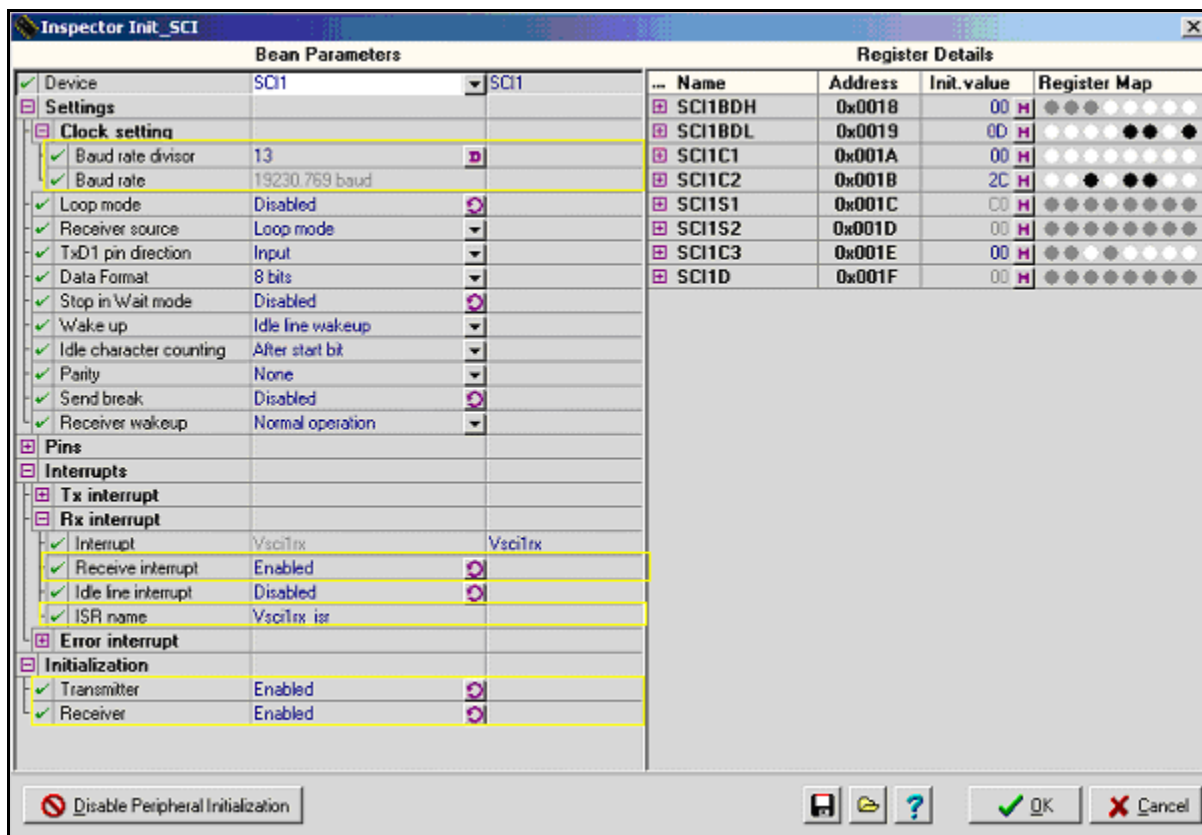 Inspector Init_SCI
Bean Parameters
Device SCI1 SCI1
Settings
Clock setting
Baud rate divisor 13 D
Baud rate 19230.769 baud
Loop mode Disabled
Receiver source Loop mode
TxD1 pin direction Input
Data Format 8 bits
Stop in Wait mode Disabled
Wake up Idle line wakeup
Idle character counting After start bit
Parity None
Send break Disabled
Receiver wakeup Normal operation
Pins
Interrupts
Tx interrupt
Rx interrupt
Interrupt Vsci1rx Vsci1rx
Receive interrupt Enabled
Idle line interrupt Disabled
ISR name Vsci1rx_isr
Error interrupt
Initialization
Transmitter Enabled
Receiver Enabled
Register Details
... Name Address Init.value Register Map
SCI1BDH 0x0018 00 H
SCI1BDL 0x0019 0D H
SCI1C1 0x001A 00 H
SCI1C2 0x001B 2C H
SCI1S1 0x001C C0 H
SCI1S2 0x001D 00 H
SCI1C3 0x001E 00 H
SCI1D 0x001F 00 H
Disable Peripheral Initialization
? OK Cancel